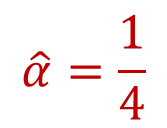 α̂ = 1/4